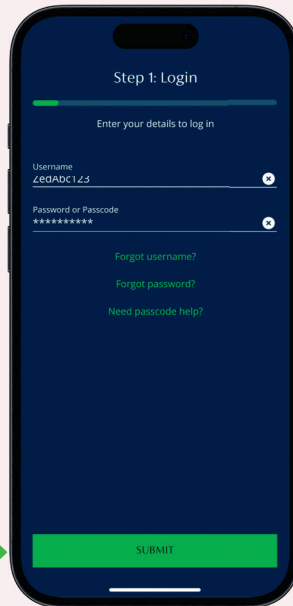 Step 1: Login
Enter your details to log in
Username
ZedAbc123
Password or Passcode
**********
Forgot username?
Forgot password?
Need passcode help?
SUBMIT